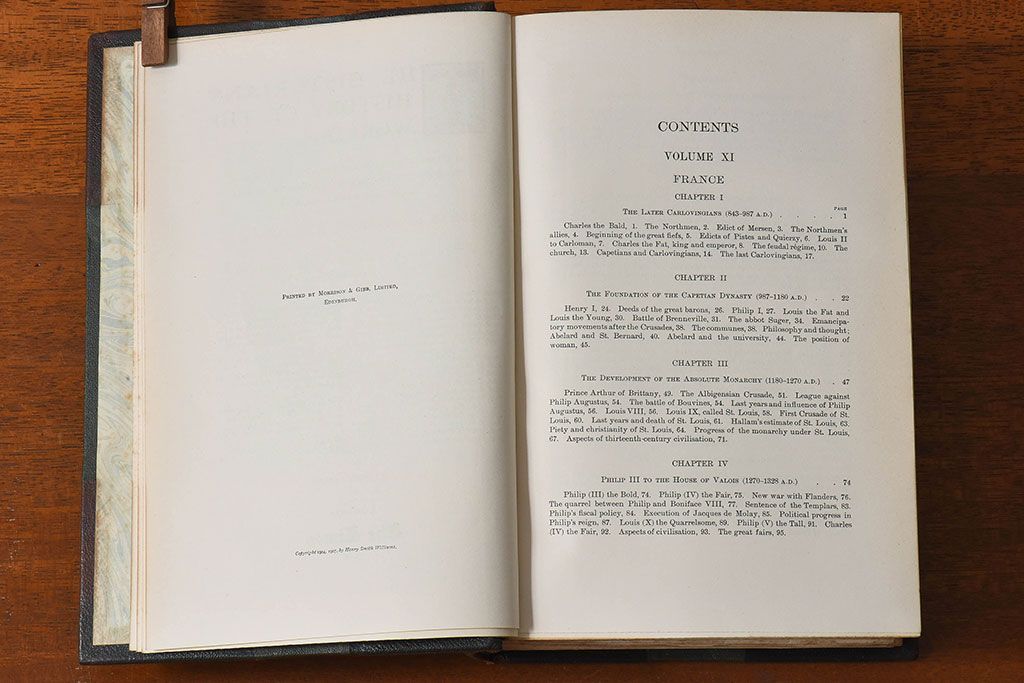 PRINTED BY MORRISON & GIBB, LIMITED,
EDINBURGH.
Copyright 1904, 1907, by Henry Smith Williams.
CONTENTS
VOLUME XI
FRANCE
CHAPTER I
PAGE
THE LATER CARLOVINGIANS (843-987 A.D.) . . . . 1
Charles the Bald, 1. The Northmen, 2. Edict of Mersen, 3. The Northmen's
allies, 4. Beginning of the great fiefs, 5. Edicts of Pistes and Quierzy, 6. Louis II
to Carloman, 7. Charles the Fat, king and emperor, 8. The feudal régime, 10. The
church, 13. Capetians and Carlovingians, 14. The last Carlovingians, 17.
CHAPTER II
THE FOUNDATION OF THE CAPETIAN DYNASTY (987-1180 A.D.) . . 22
Henry I, 24. Deeds of the great barons, 26. Philip I, 27. Louis the Fat and
Louis the Young, 30. Battle of Brenneville, 31. The abbot Suger, 34. Emancipa-
tory movements after the Crusades, 38. The communes, 38. Philosophy and thought;
Abelard and St. Bernard, 40. Abelard and the university, 44. The position of
woman, 45.
CHAPTER III
THE DEVELOPMENT OF THE ABSOLUTE MONARCHY (1180-1270 A.D.) . 47
Prince Arthur of Brittany, 49. The Albigensian Crusade, 51. League against
Philip Augustus, 54. The battle of Bouvines, 54. Last years and influence of Philip
Augustus, 56. Louis VIII, 56. Louis IX, called St. Louis, 58. First Crusade of St.
Louis, 60. Last years and death of St. Louis, 61. Hallam's estimate of St. Louis, 63.
Piety and christianity of St. Louis, 64. Progress of the monarchy under St. Louis,
67. Aspects of thirteenth-century civilisation, 71.
CHAPTER IV
PHILIP III TO THE HOUSE OF VALOIS (1270-1328 A.D.) . . 74
Philip (III) the Bold, 74. Philip (IV) the Fair, 75. New war with Flanders, 76.
The quarrel between Philip and Boniface VIII, 77. Sentence of the Templars, 83.
Philip's fiscal policy, 84. Execution of Jacques de Molay, 85. Political progress in
Philip's reign, 87. Louis (X) the Quarrelsome, 89. Philip (V) the Tall, 91. Charles
(IV) the Fair, 92. Aspects of civilisation, 93. The great fairs, 95.